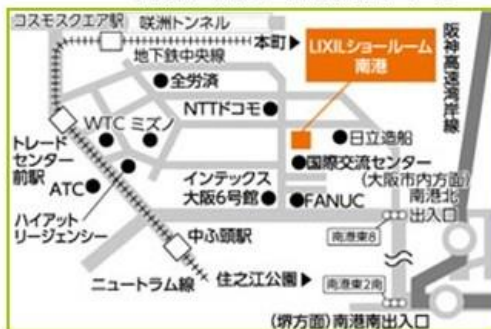 コスモスクエア駅
咲洲トンネル
地下鉄中央線
本町▶
LIXILショールーム
南港
阪神高速湾岸線
全労済
NTTドコモ
WTC ミズノ
日立造船
トレード
センター
前駅
国際交流センター
(大阪市内方面)
南港北
出入口
ATC
インテックス
大阪6号館
FANUC
ハイアット
リージェンシー
中ふ頭駅
南港東8
ニュートラム線
住之江公園▶
南港東2南
(堺方面)南港南出入口